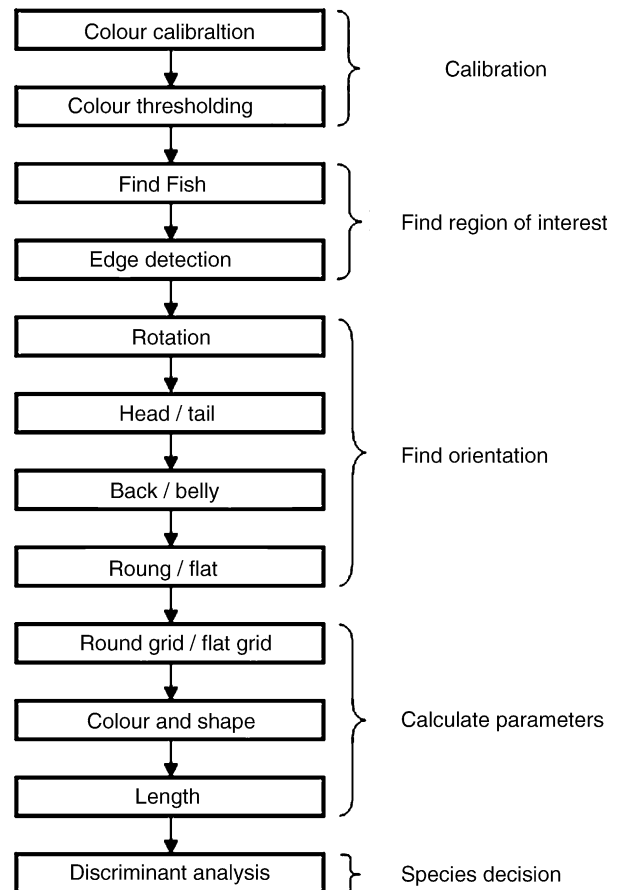 Colour calibraltion
Colour thresholding
Calibration
Find Fish
Edge detection
Find region of interest
Rotation
Head / tail
Back / belly
Roung / flat
Find orientation
Round grid / flat grid
Colour and shape
Length
Calculate parameters
Discriminant analysis
Species decision